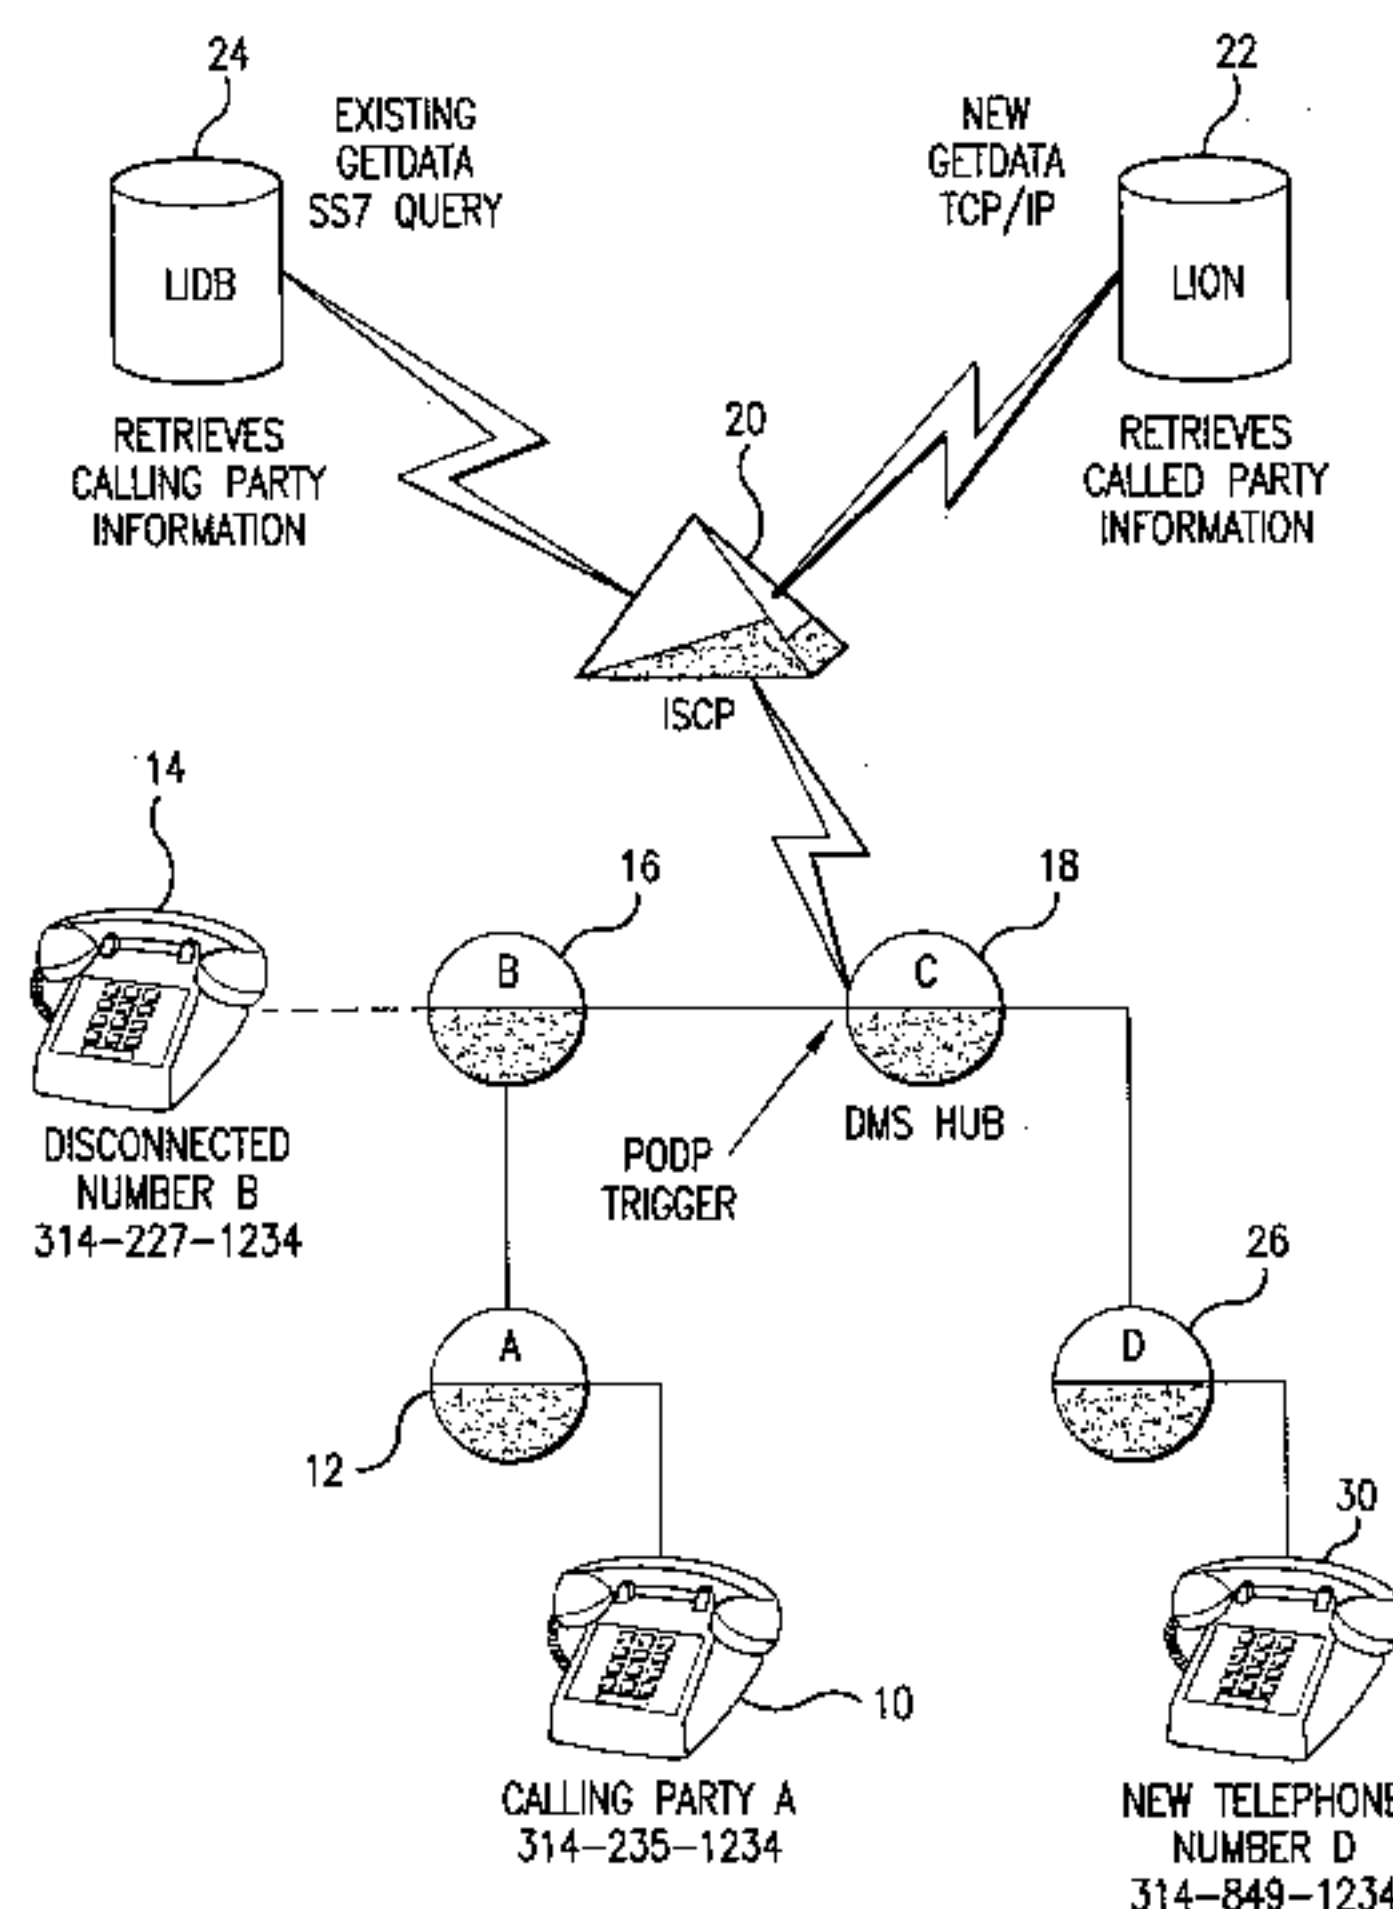 24
EXISTING
GETDATA
SS7 QUERY
NEW
GETDATA
TCP/IP
22
LIDB
LION
RETRIEVES
CALLING PARTY
INFORMATION
20
RETRIEVES
CALLED PARTY
INFORMATION
ISCP
14
16
18
B
C
DISCONNECTED
NUMBER B
314-227-1234
PODP
TRIGGER
DMS HUB
26
A
D
12
30
10
CALLING PARTY A
314-235-1234
NEW TELEPHONE
NUMBER D
314-849-1234